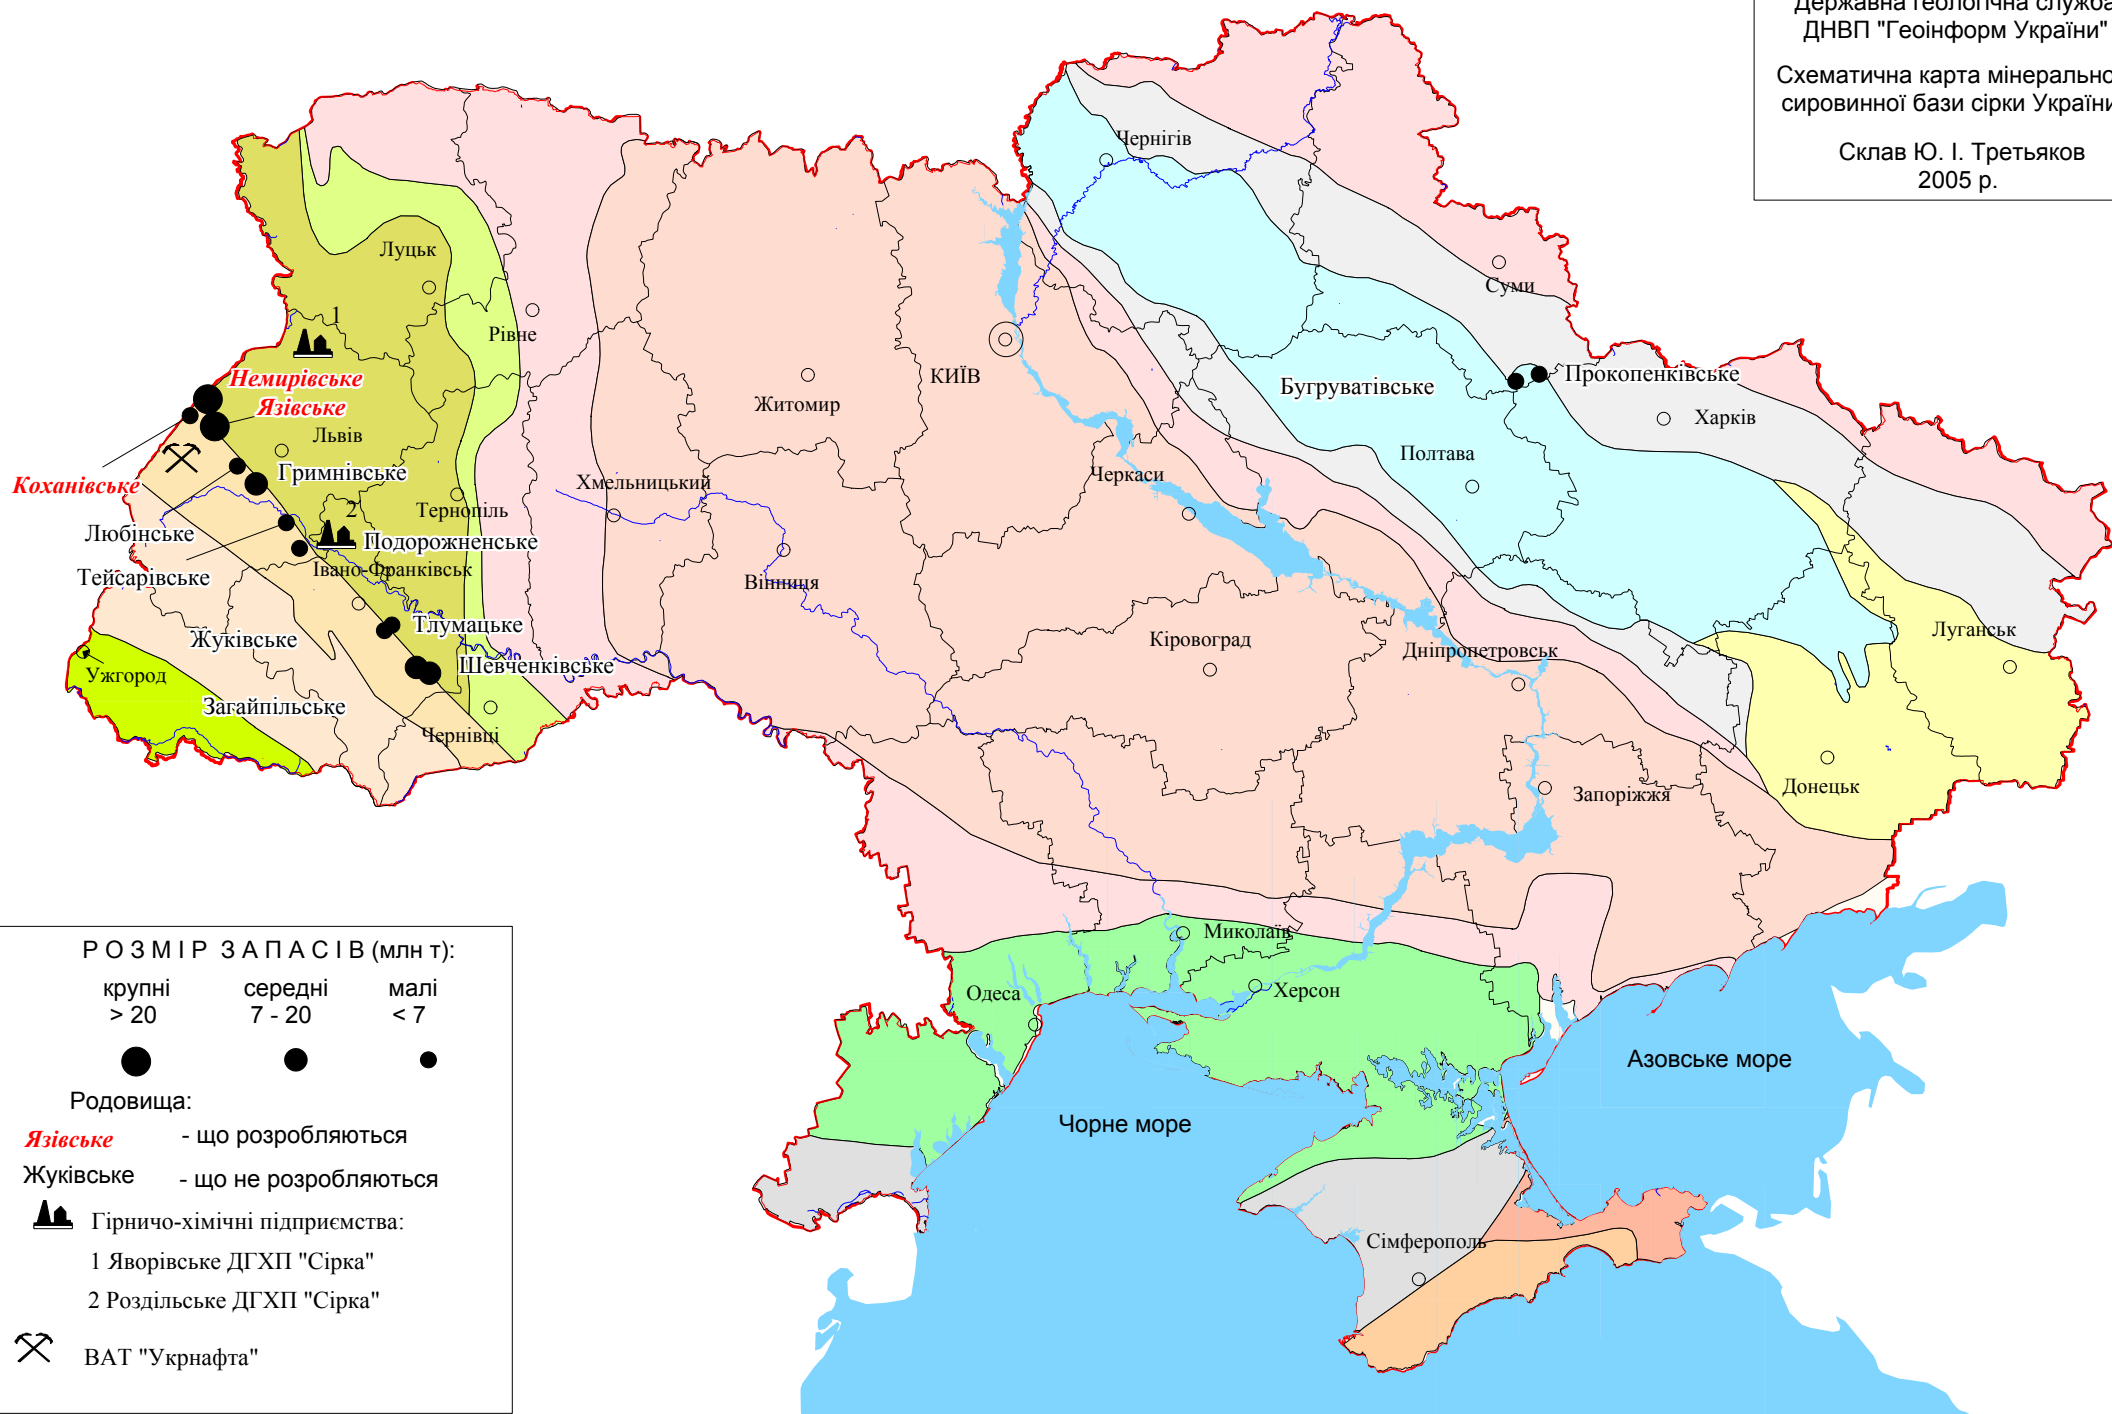 Державна геологічна служба
ДНВП "Геоінформ України"
Схематична карта мінерально
сировинної бази сірки України
Склав Ю. І. Третьяков
2005 р.
Чернігів
Луцьк
Рівне
Суми
1
Немирівське
Язівське
КИЇВ
Житомир
Бугруватівське
Прокопенківське
Харків
Львів
Гримнівське
Коханівське
Полтава
Черкаси
Хмельницький
Тернопіль
2
Любінське
Подорожненське
Тейсарівське
Івано-Франківськ
Вінниця
Жуківське
Тлумацьке
Кіровоград
Дніпропетровськ
Луганськ
Шевченківське
Ужгород
Загайпільське
Чернівці
Донецьк
Запоріжжя
Миколаїв
Одеса
Херсон
Азовське море
Чорне море
Сімферополь
РОЗМІР ЗАПАСІВ (млн т):
крупні середні малі
> 20 7 - 20 < 7
Родовища:
Язівське - що розробляються
Жуківське - що не розробляються
Гірничо-хімічні підприємства:
1 Яворівське ДГХП "Сірка"
2 Роздільське ДГХП "Сірка"
ВАТ "Укрнафта"